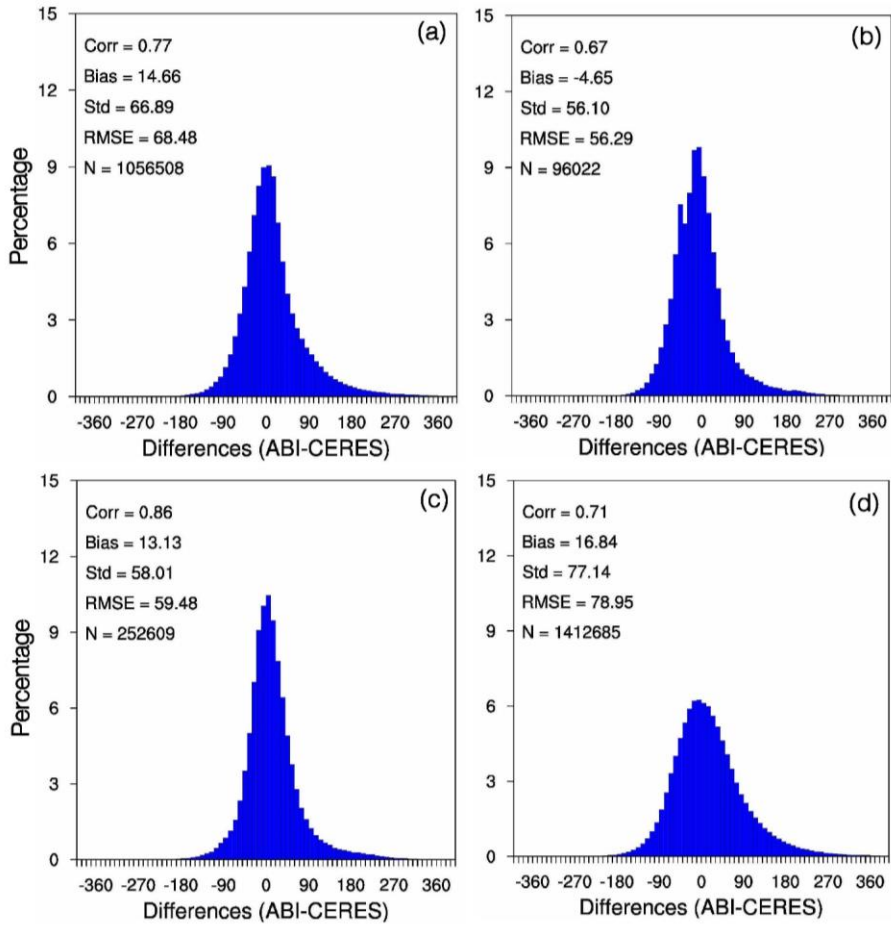 (a)
Corr = 0.77
Bias = 14.66
Std = 66.89
RMSE = 68.48
N = 1056508
Percentage
15
12
9
6
3
0
-360 -270 -180 -90 0 90 180 270 360
Differences (ABI-CERES)
(b)
Corr = 0.67
Bias = -4.65
Std = 56.10
RMSE = 56.29
N = 96022
15
12
9
6
3
0
-360 -270 -180 -90 0 90 180 270 360
Differences (ABI-CERES)
(c)
Corr = 0.86
Bias = 13.13
Std = 58.01
RMSE = 59.48
N = 252609
Percentage
15
12
9
6
3
0
-360 -270 -180 -90 0 90 180 270 360
Differences (ABI-CERES)
(d)
Corr = 0.71
Bias = 16.84
Std = 77.14
RMSE = 78.95
N = 1412685
15
12
9
6
3
0
-360 -270 -180 -90 0 90 180 270 360
Differences (ABI-CERES)